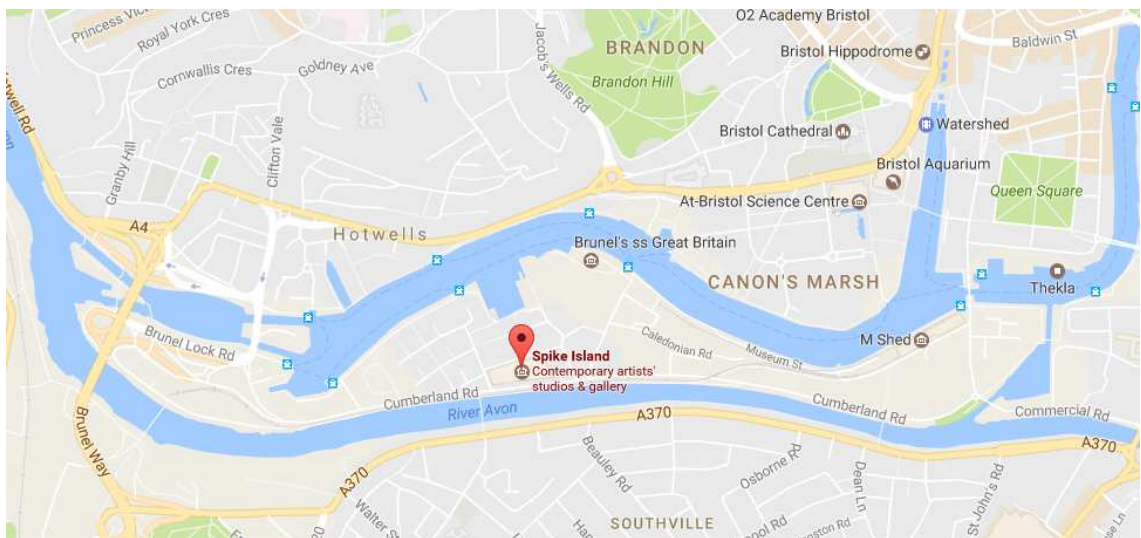 Princess Victoria
Royal York Cres
Cornwallis Cres
Goldney Ave
Jacob's Wells Rd
BRANDON
Brandon Hill
O2 Academy Bristol
Bristol Hippodrome
Baldwin St
Hotwell Rd
Granby Hill
Clifton Vale
Bristol Cathedral
Watershed
Bristol Aquarium
Queen Square
At-Bristol Science Centre
A4
Hotwells
Brunel's ss Great Britain
CANON'S MARSH
Thekla
Brunel Lock Rd
Spike Island
Contemporary artists'
studios & gallery
Caledonian Rd
Museum St
M Shed
Cumberland Rd
River Avon
A370
Cumberland Rd
Commercial Rd
A370
Brunel Way
A370
Beauley Rd
Osborne Rd
Dean Ln
St John's Rd
SOUTHVILLE